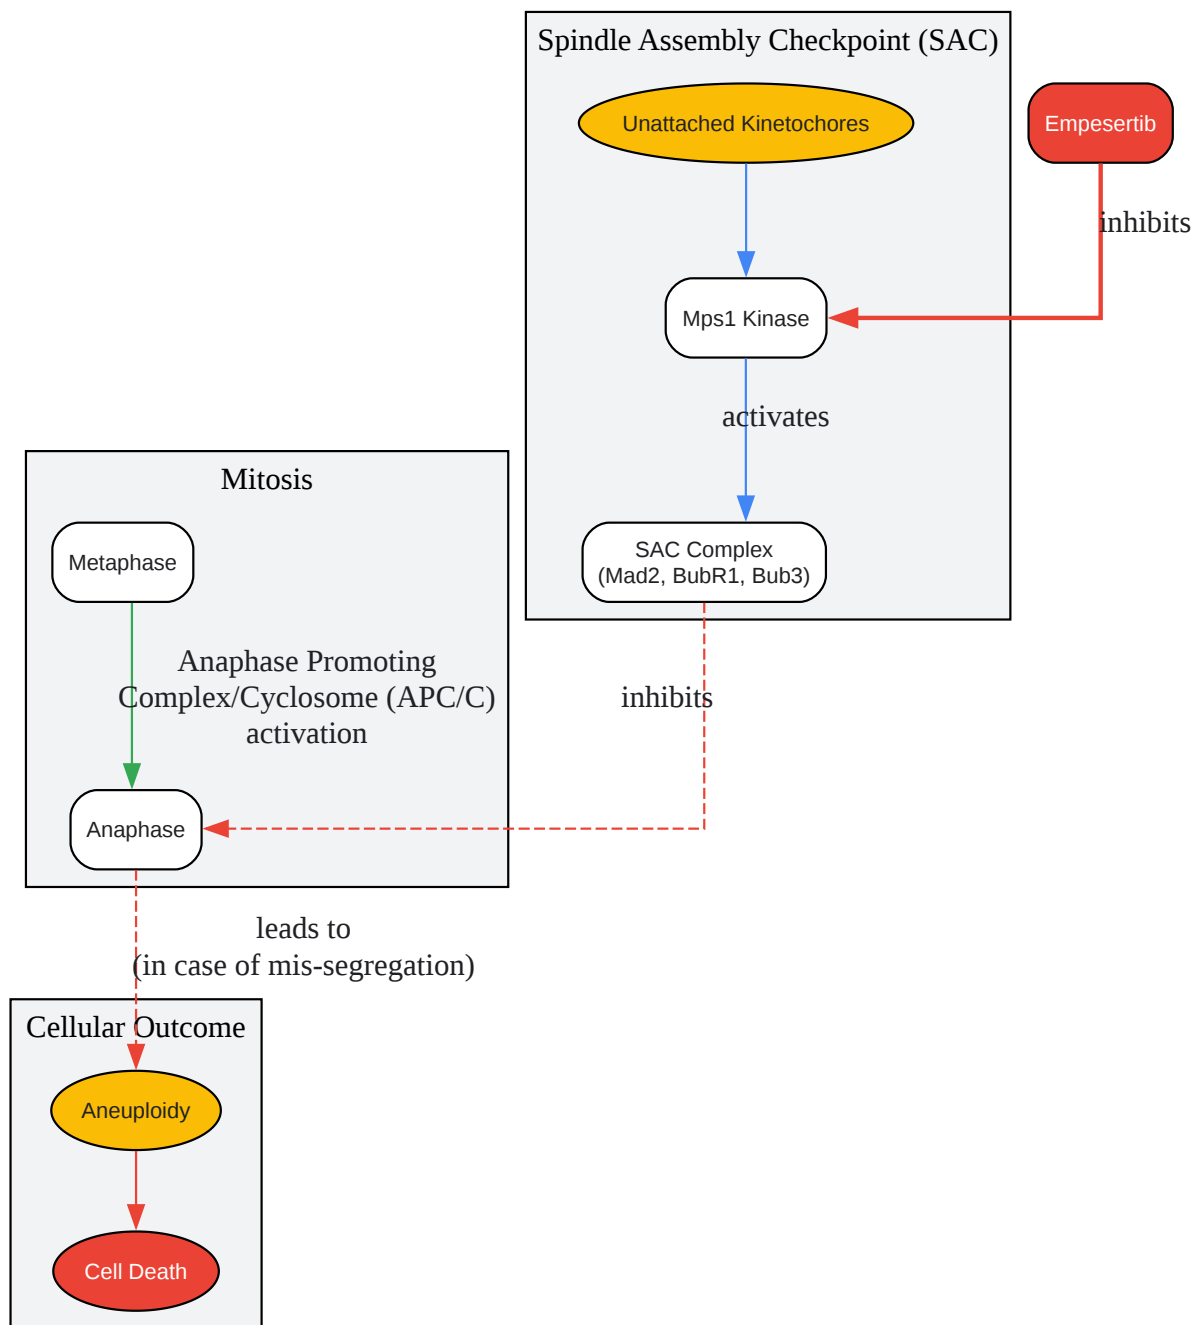 Spindle Assembly Checkpoint (SAC)
Unattached Kinetochores
Empesertib
inhibits
Mps1 Kinase
activates
Mitosis
Metaphase
SAC Complex
(Mad2, BubR1, Bub3)
Anaphase Promoting
Complex/Cyclosome (APC/C)
activation
inhibits
Anaphase
leads to
(in case of mis-segregation)
Cellular Outcome
Aneuploidy
Cell Death